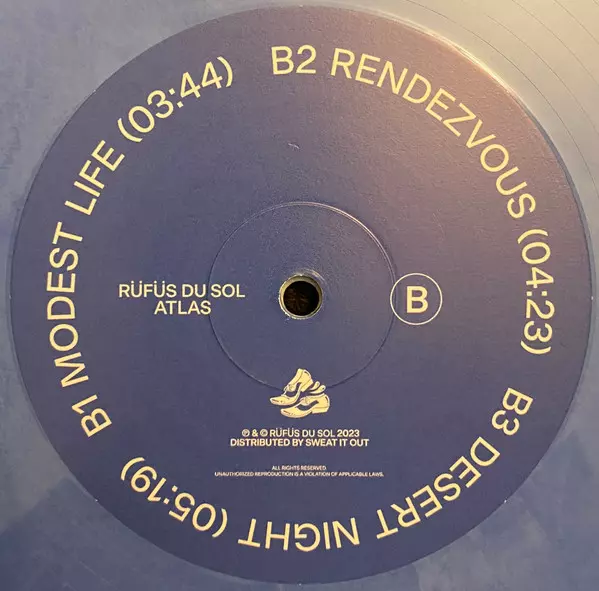 B1 MODEST LIFE (03:44)
B2 RENDEZVOUS (04:23)
B3 DESERT NIGHT (05:19)
RÜFÜS DU SOL
ATLAS
B
℗ & © RÜFÜS DU SOL 2023
DISTRIBUTED BY SWEAT IT OUT
ALL RIGHTS RESERVED
UNAUTHORIZED REPRODUCTION IS A VIOLATION OF APPLICABLE LAWS.